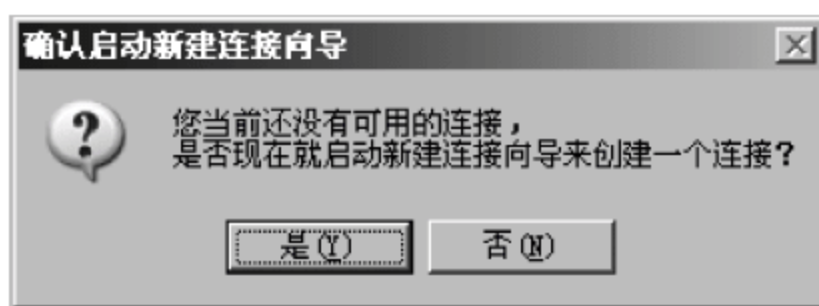 确认启动新建连接向导
您当前还没有可用的连接，
是否现在就启动新建连接向导来创建一个连接？
是(Y) 否(N)